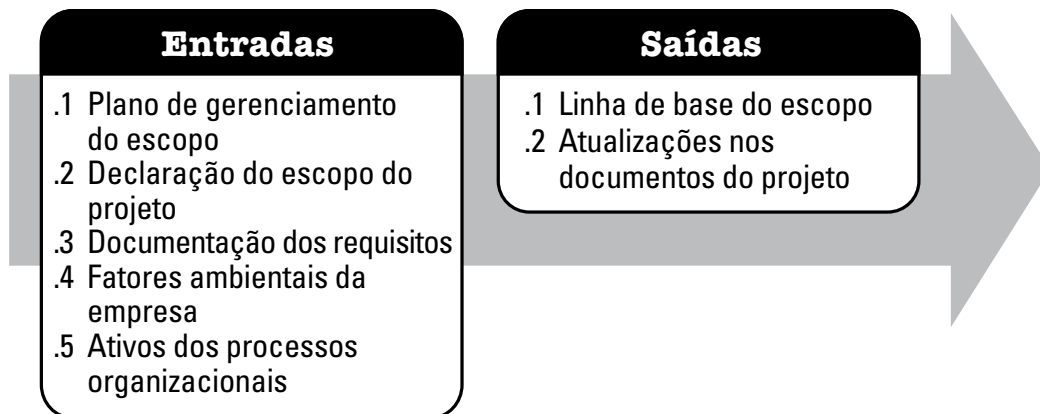 Entradas
.1 Plano de gerenciamento
do escopo
.2 Declaração do escopo do
projeto
.3 Documentação dos requisitos
.4 Fatores ambientais da
empresa
.5 Ativos dos processos
organizacionais
Saídas
.1 Linha de base do escopo
.2 Atualizações nos
documentos do projeto